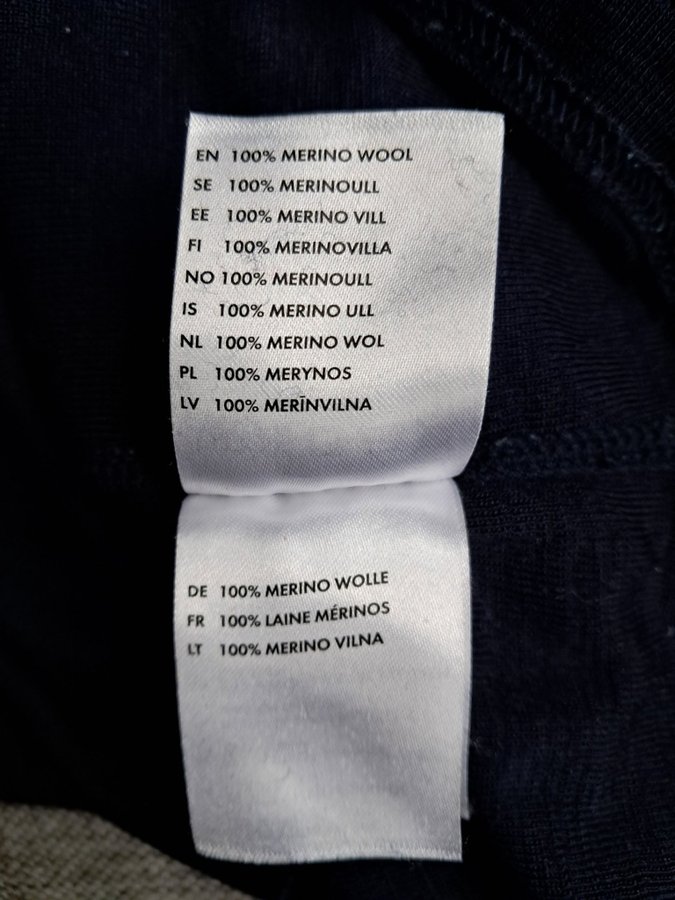 EN 100% MERINO WOOL
SE 100% MERINOULL
EE 100% MERINO VILL
FI 100% MERINOVILLA
NO 100% MERINOULL
IS 100% MERINO ULL
NL 100% MERINO WOL
PL 100% MERYNOS
LV 100% MERĪNVILNA
DE 100% MERINO WOLLE
FR 100% LAINE MÉRINOS
LT 100% MERINO VILNA